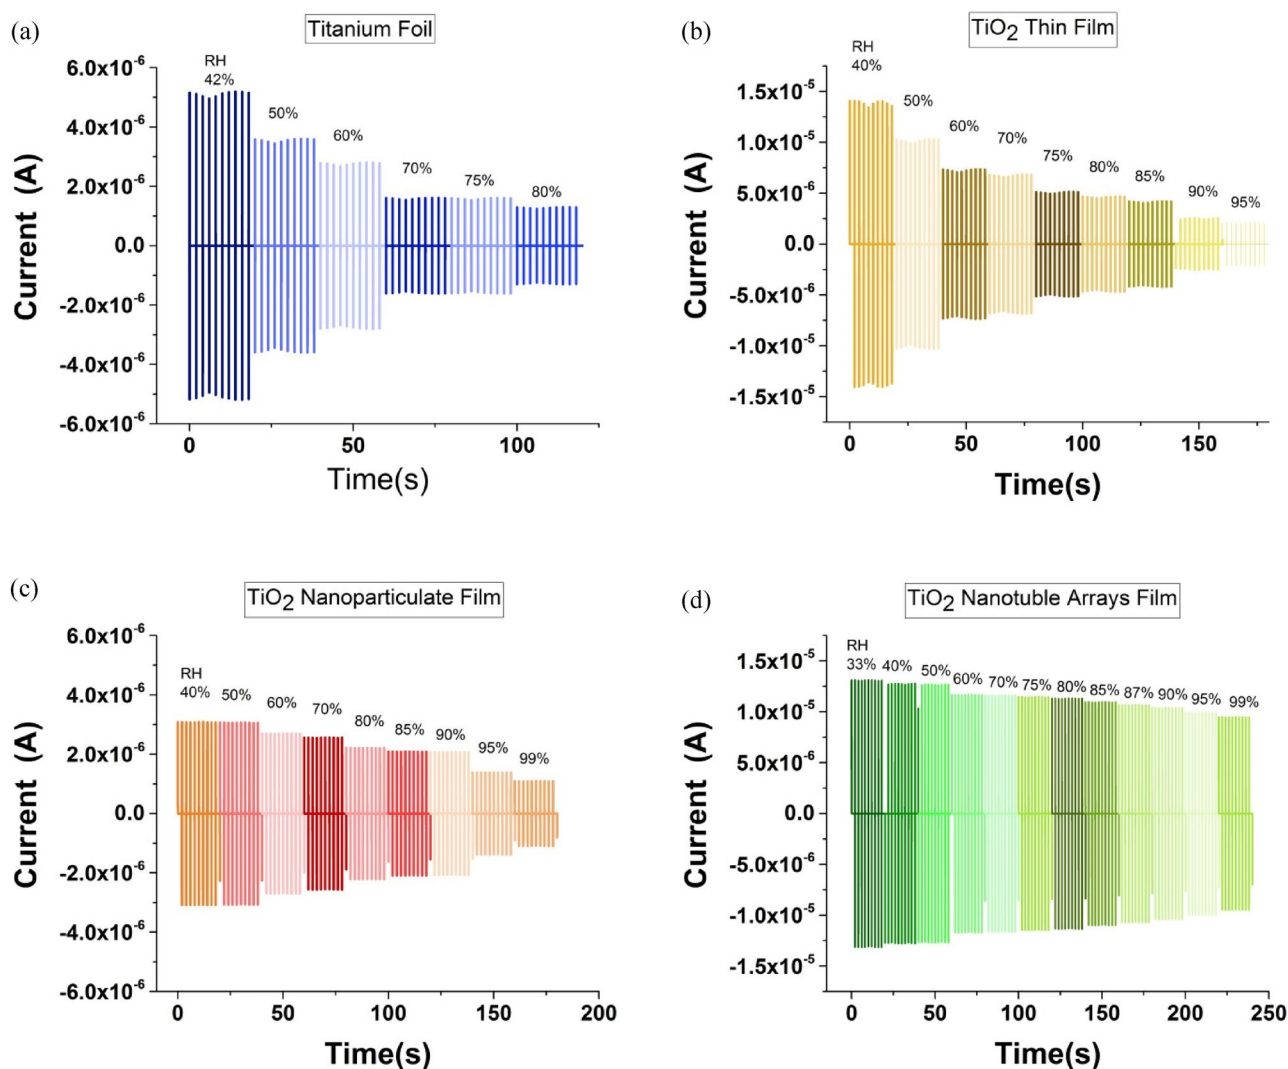 (a)
Titanium Foil
RH
42%
50%
60%
70%
75%
80%
6.0x10⁻⁶
4.0x10⁻⁶
2.0x10⁻⁶
0.0
-2.0x10⁻⁶
-4.0x10⁻⁶
-6.0x10⁻⁶
Current (A)
0
50
100
Time(s)
(b)
TiO₂ Thin Film
RH
40%
50%
60%
70%
75%
80%
85%
90%
95%
1.5x10⁻⁵
1.0x10⁻⁵
5.0x10⁻⁶
0.0
-5.0x10⁻⁶
-1.0x10⁻⁵
-1.5x10⁻⁵
Current (A)
0
50
100
150
Time(s)
(c)
TiO₂ Nanoparticulate Film
RH
40%
50%
60%
70%
80%
85%
90%
95%
99%
6.0x10⁻⁶
4.0x10⁻⁶
2.0x10⁻⁶
0.0
-2.0x10⁻⁶
-4.0x10⁻⁶
-6.0x10⁻⁶
Current (A)
0
50
100
150
200
Time(s)
(d)
TiO₂ Nanotuble Arrays Film
RH
33%
40%
50%
60%
70%
75%
80%
85%
87%
90%
95%
99%
1.5x10⁻⁵
1.0x10⁻⁵
5.0x10⁻⁶
0.0
-5.0x10⁻⁶
-1.0x10⁻⁵
-1.5x10⁻⁵
Current (A)
0
50
100
150
200
250
Time(s)